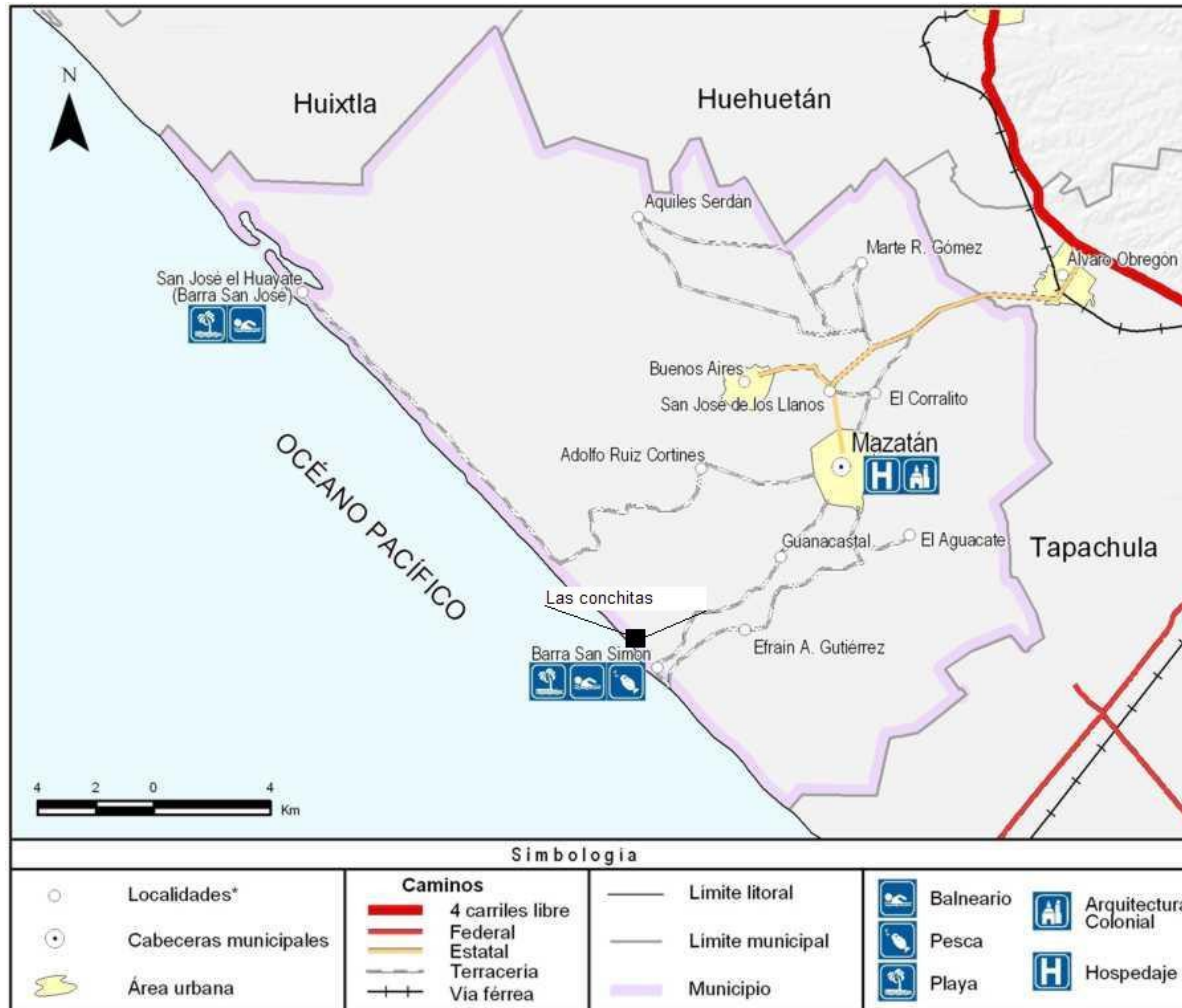 N
Huixtla
Huehuetán
Aquiles Serdán
Marte R. Gómez
Álvaro Obregón
San José el Huayate
(Barra San José)
Buenos Aires
San José de los Llanos
El Corralito
Mazatán
H
Adolfo Ruiz Cortines
OCÉANO PACÍFICO
Guanacastal
El Aguacate
Tapachula
Las conchitas
Barra San Simón
Efraín A. Gutiérrez
4 2 0 4
Km
Simbología
Localidades*
Cabeceras municipales
Área urbana
Caminos
4 carriles libre
Federal
Estatal
Terracería
Vía férrea
Límite litoral
Límite municipal
Municipio
Balneario
Pesca
Playa
Arquitectura
Colonial
H Hospedaje